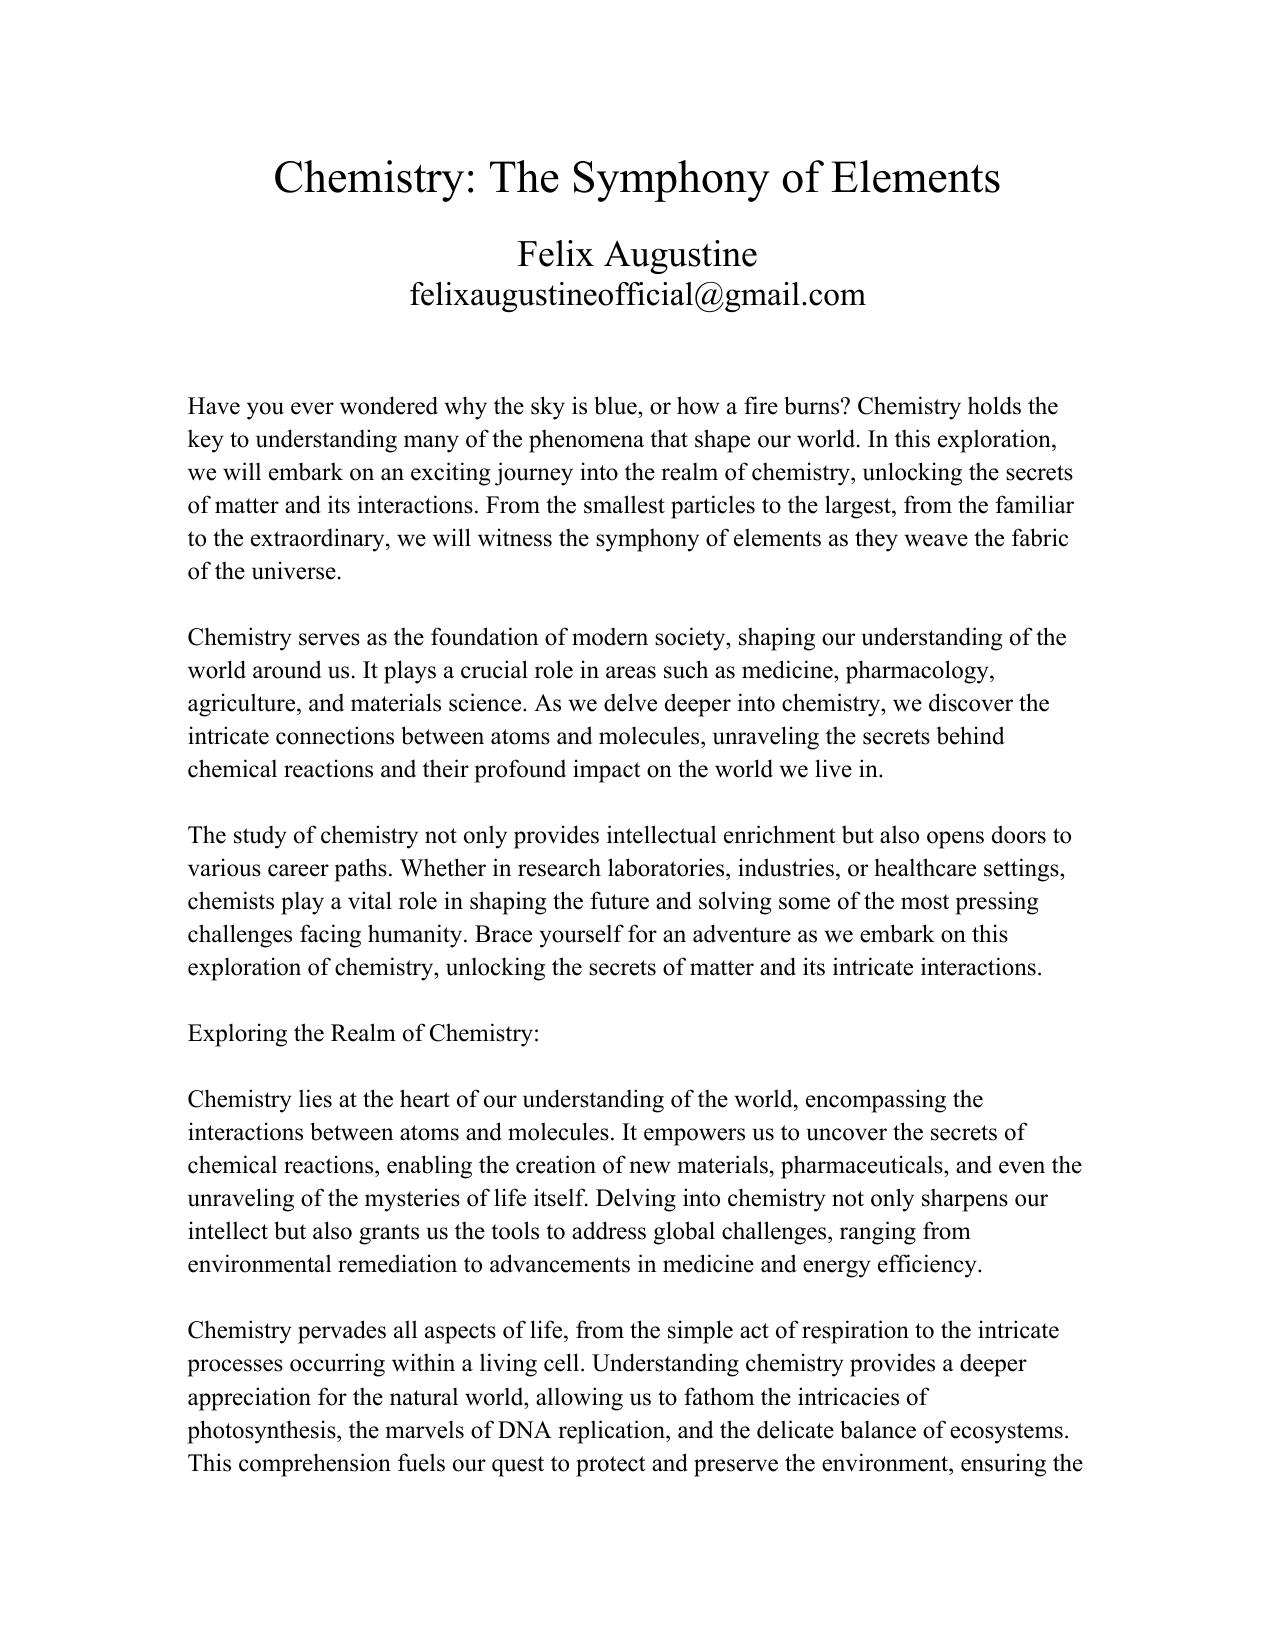 Chemistry: The Symphony of Elements
Felix Augustine
felixaugustineofficial@gmail.com
Have you ever wondered why the sky is blue, or how a fire burns? Chemistry holds the
key to understanding many of the phenomena that shape our world. In this exploration,
we will embark on an exciting journey into the realm of chemistry, unlocking the secrets
of matter and its interactions. From the smallest particles to the largest, from the familiar
to the extraordinary, we will witness the symphony of elements as they weave the fabric
of the universe.
Chemistry serves as the foundation of modern society, shaping our understanding of the
world around us. It plays a crucial role in areas such as medicine, pharmacology,
agriculture, and materials science. As we delve deeper into chemistry, we discover the
intricate connections between atoms and molecules, unraveling the secrets behind
chemical reactions and their profound impact on the world we live in.
The study of chemistry not only provides intellectual enrichment but also opens doors to
various career paths. Whether in research laboratories, industries, or healthcare settings,
chemists play a vital role in shaping the future and solving some of the most pressing
challenges facing humanity. Brace yourself for an adventure as we embark on this
exploration of chemistry, unlocking the secrets of matter and its intricate interactions.
Exploring the Realm of Chemistry:
Chemistry lies at the heart of our understanding of the world, encompassing the
interactions between atoms and molecules. It empowers us to uncover the secrets of
chemical reactions, enabling the creation of new materials, pharmaceuticals, and even the
unraveling of the mysteries of life itself. Delving into chemistry not only sharpens our
intellect but also grants us the tools to address global challenges, ranging from
environmental remediation to advancements in medicine and energy efficiency.
Chemistry pervades all aspects of life, from the simple act of respiration to the intricate
processes occurring within a living cell. Understanding chemistry provides a deeper
appreciation for the natural world, allowing us to fathom the intricacies of
photosynthesis, the marvels of DNA replication, and the delicate balance of ecosystems.
This comprehension fuels our quest to protect and preserve the environment, ensuring the